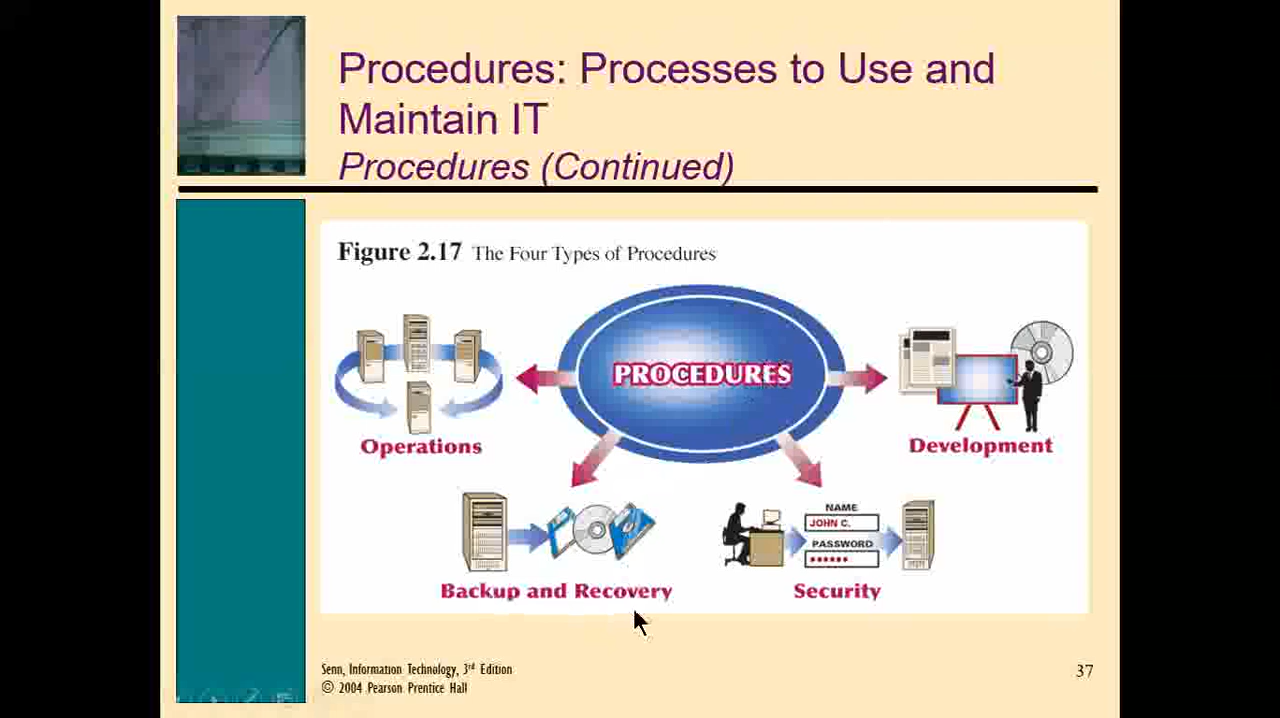 Procedures: Processes to Use and
Maintain IT
Procedures (Continued)
Figure 2.17 The Four Types of Procedures
PROCEDURES
Operations
Development
NAME
JOHN C.
PASSWORD
••••••
Backup and Recovery
Security
Senn, Information Technology, 3rd Edition
© 2004 Pearson Prentice Hall
37